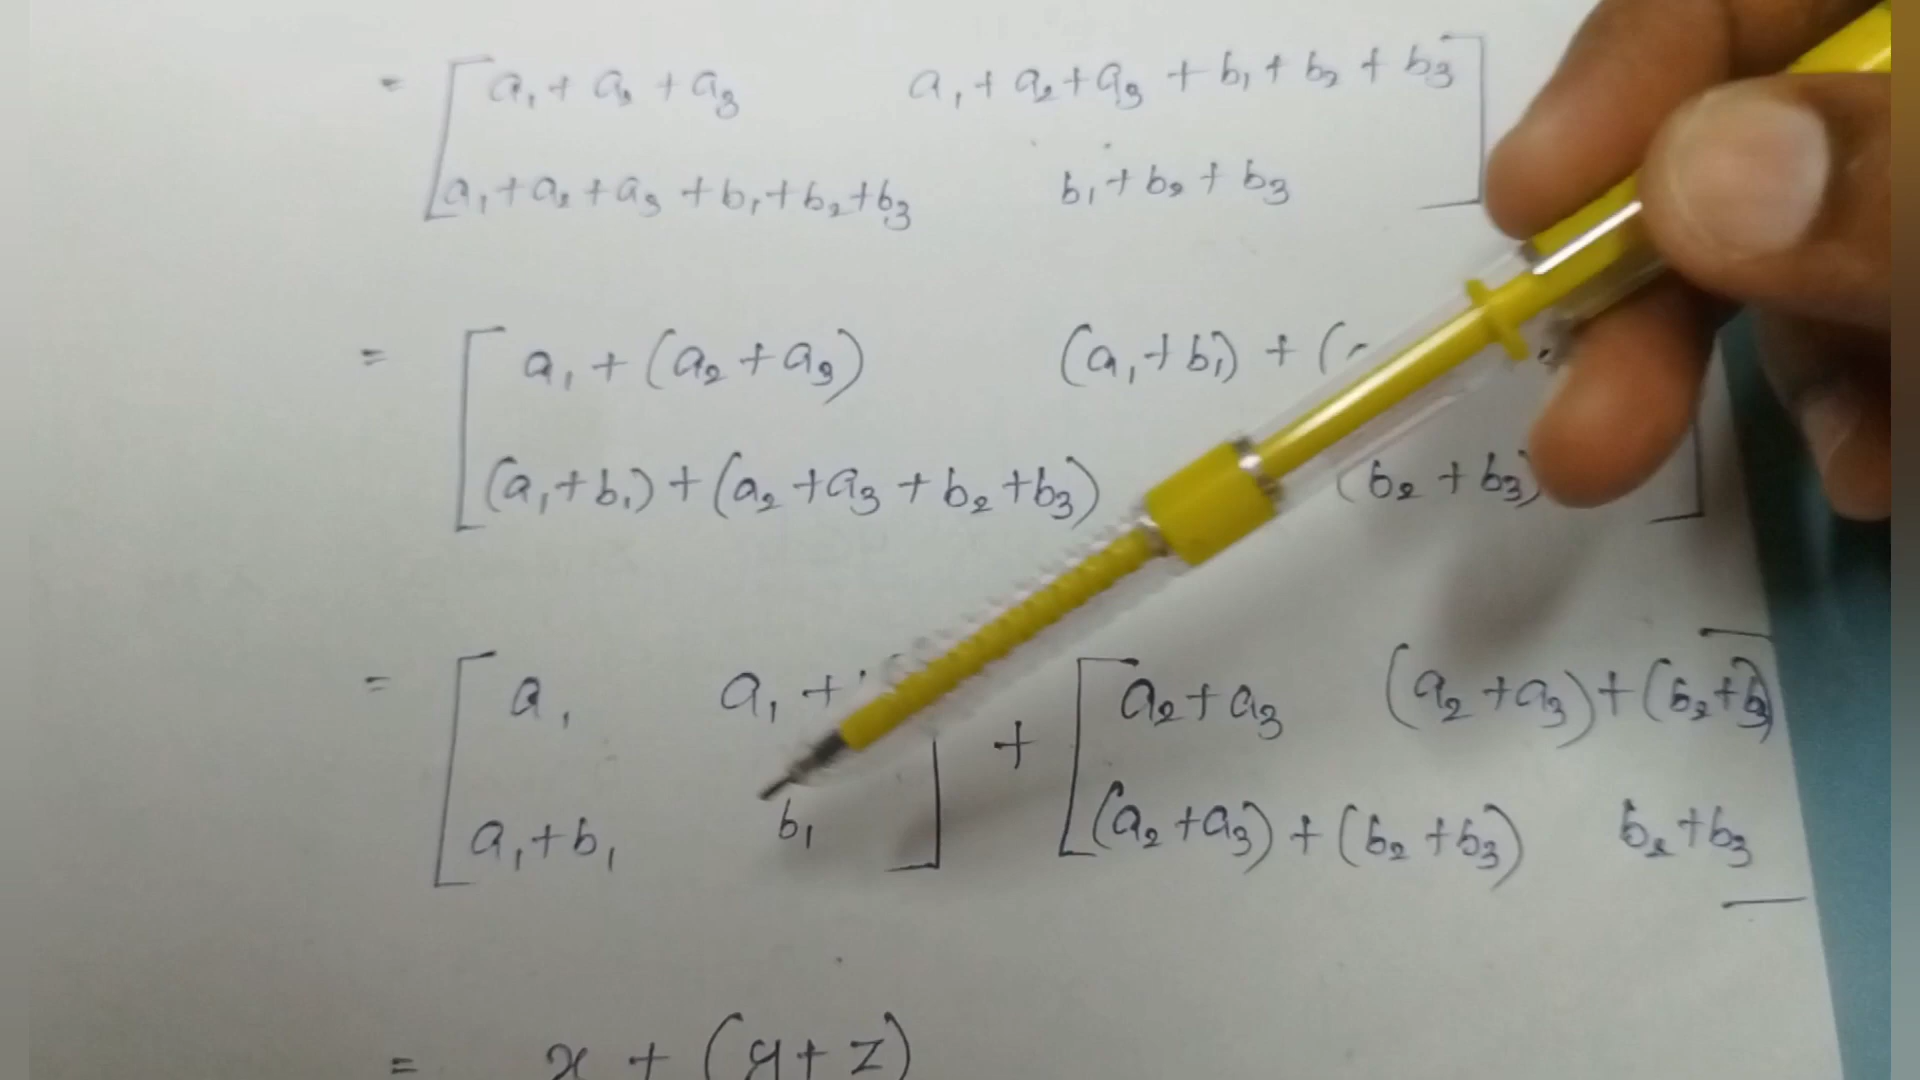 = [ a₁ + a₂ + a₃   a₁ + a₂ + a₃ + b₁ + b₂ + b₃ ]
a₁ + a₂ + a₃ + b₁ + b₂ + b₃   b₁ + b₂ + b₃
= [ a₁ + (a₂ + a₃)   (a₁ + b₁) + (
(a₁ + b₁) + (a₂ + a₃ + b₂ + b₃)   (b₂ + b₃) ]
= [ a₁   a₁ + ] + [ a₂ + a₃   (a₂ + a₃) + (b₂ + b₃) ]
a₁ + b₁   b₁   (a₂ + a₃) + (b₂ + b₃)   b₂ + b₃
= x + (y + z)